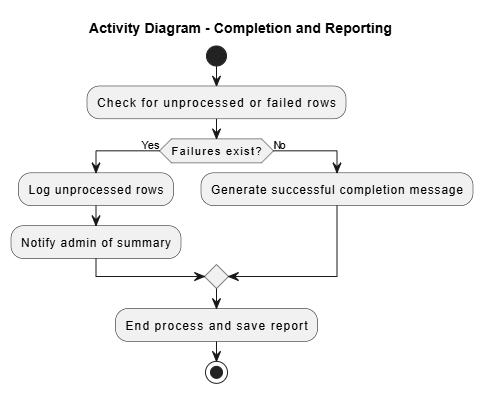 Activity Diagram - Completion and Reporting
Check for unprocessed or failed rows
Yes
Failures exist?
No
Log unprocessed rows
Generate successful completion message
Notify admin of summary
End process and save report